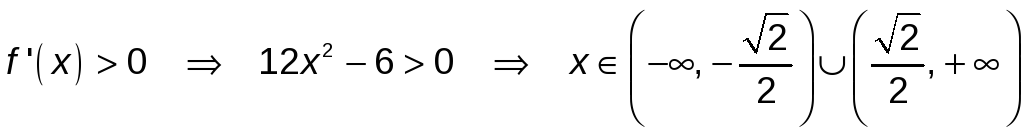 f '( x ) > 0 ⇒ 12x² − 6 > 0 ⇒ x ∈ ( −∞, − √2/2 ) ∪ ( √2/2 , + ∞ )